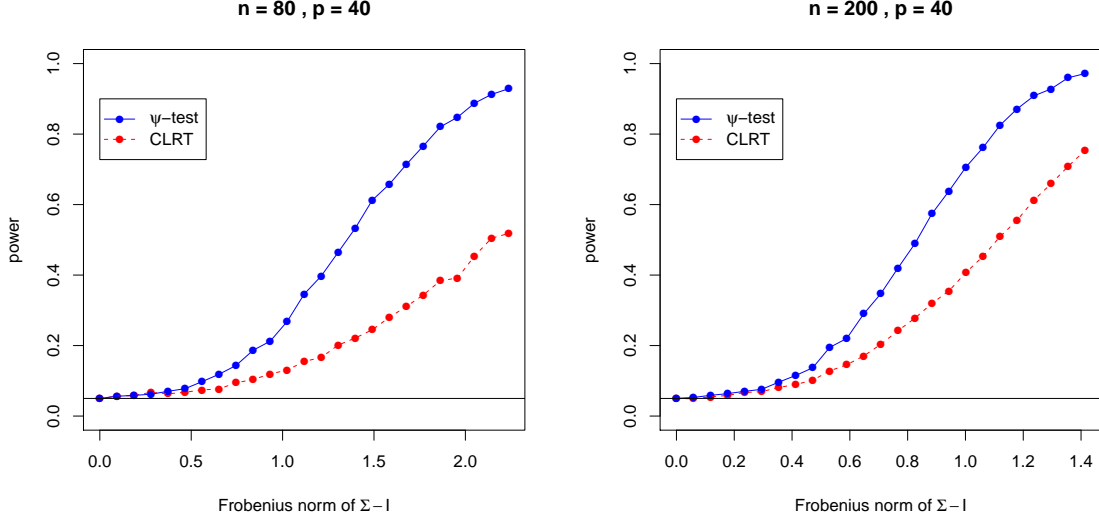 n = 80 , p = 40
1.0
0.8
0.6
0.4
0.2
0.0
power
ψ−test
CLRT
0.0 0.5 1.0 1.5 2.0
Frobenius norm of Σ−I
n = 200 , p = 40
1.0
0.8
0.6
0.4
0.2
0.0
power
ψ−test
CLRT
0.0 0.2 0.4 0.6 0.8 1.0 1.2 1.4
Frobenius norm of Σ−I